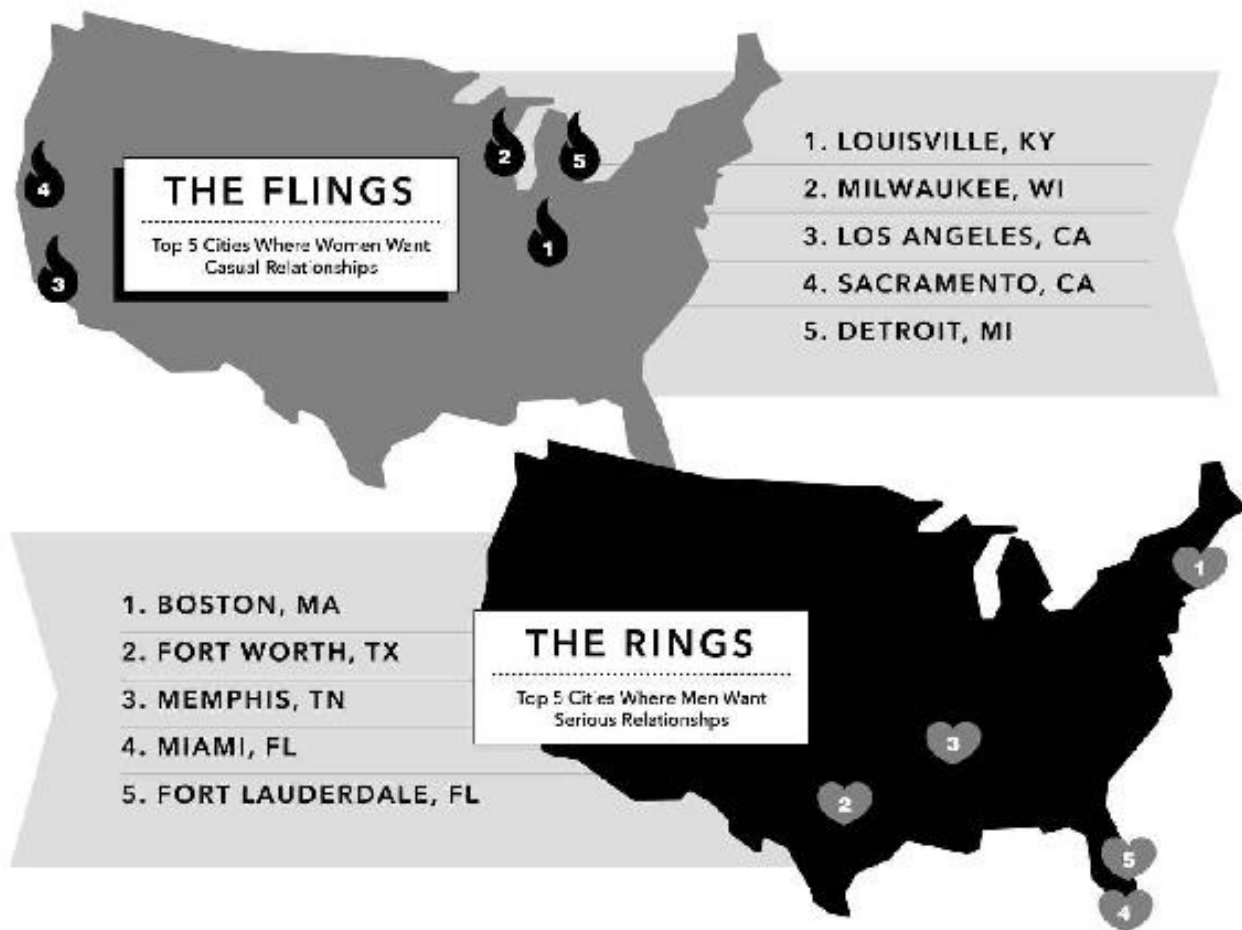 THE FLINGS
Top 5 Cities Where Women Want
Casual Relationships
1. LOUISVILLE, KY
2. MILWAUKEE, WI
3. LOS ANGELES, CA
4. SACRAMENTO, CA
5. DETROIT, MI
4
3
2
5
1
THE RINGS
Top 5 Cities Where Men Want
Serious Relationshps
1. BOSTON, MA
2. FORT WORTH, TX
3. MEMPHIS, TN
4. MIAMI, FL
5. FORT LAUDERDALE, FL
1
3
2
5
4